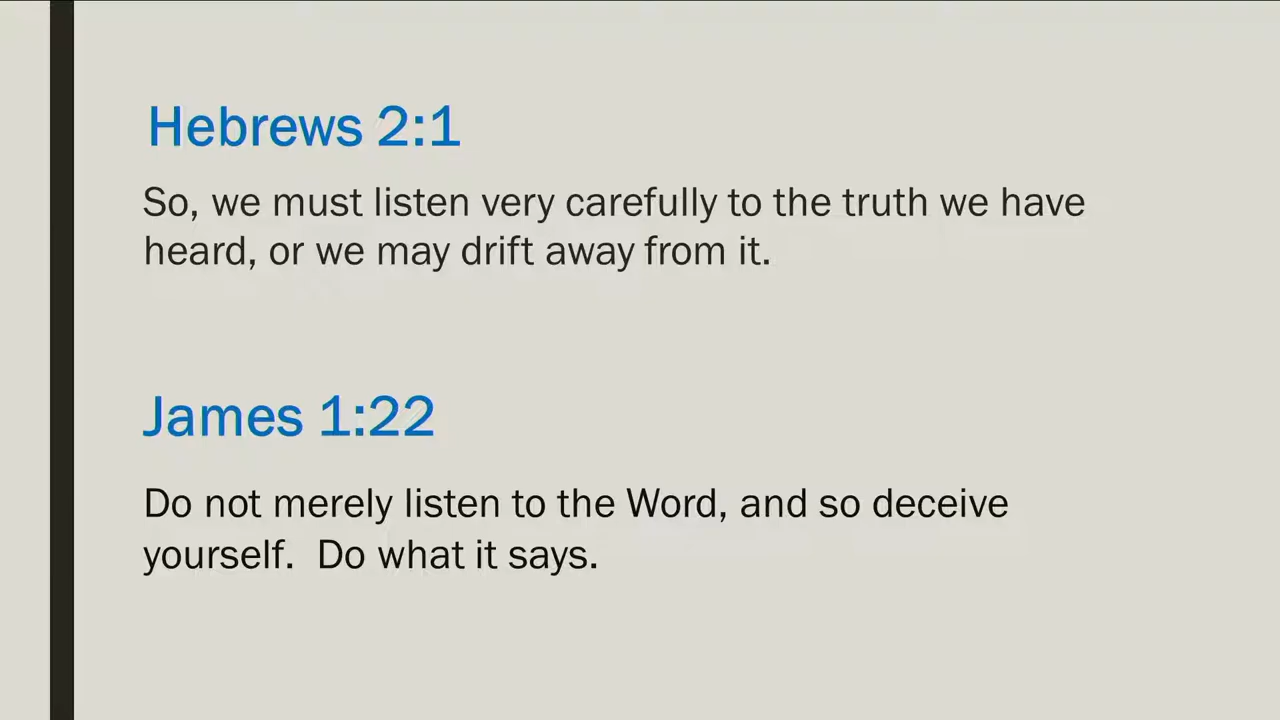 Hebrews 2:1
So, we must listen very carefully to the truth we have
heard, or we may drift away from it.
James 1:22
Do not merely listen to the Word, and so deceive
yourself.  Do what it says.